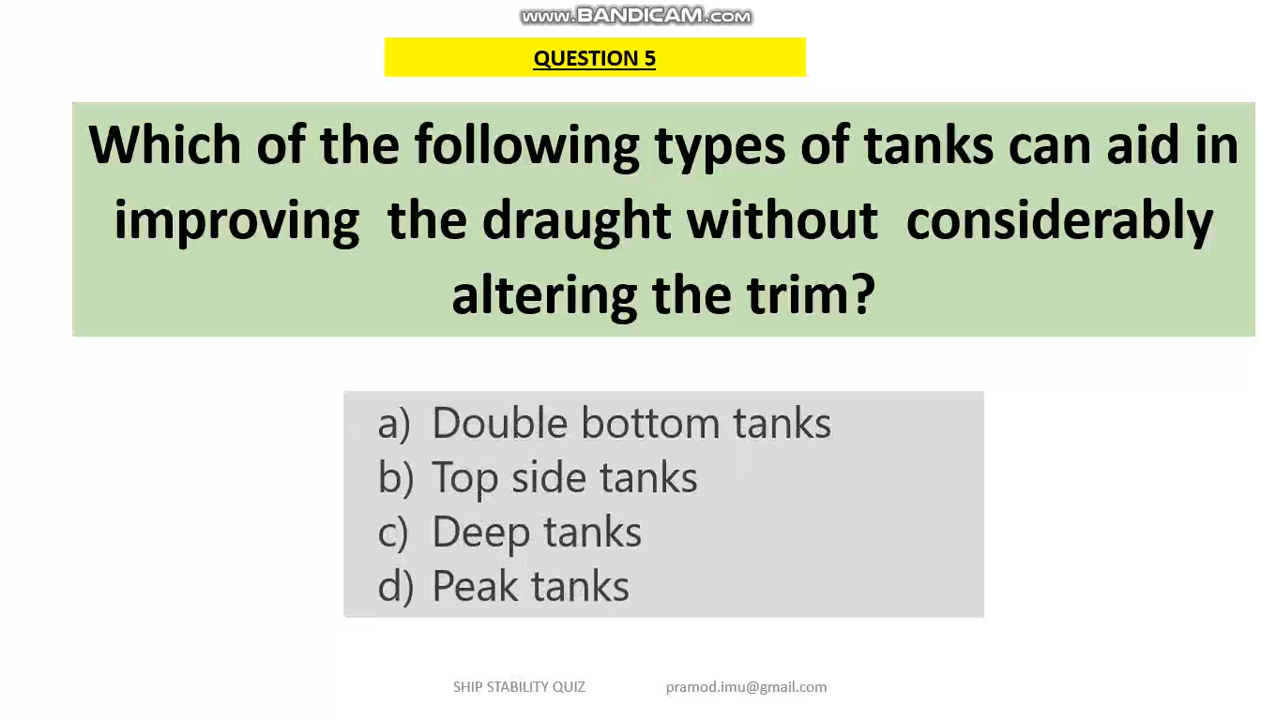 www.BANDICAM.com
QUESTION 5
Which of the following types of tanks can aid in
improving the draught without considerably
altering the trim?
a) Double bottom tanks
b) Top side tanks
c) Deep tanks
d) Peak tanks
SHIP STABILITY QUIZ pramod.imu@gmail.com